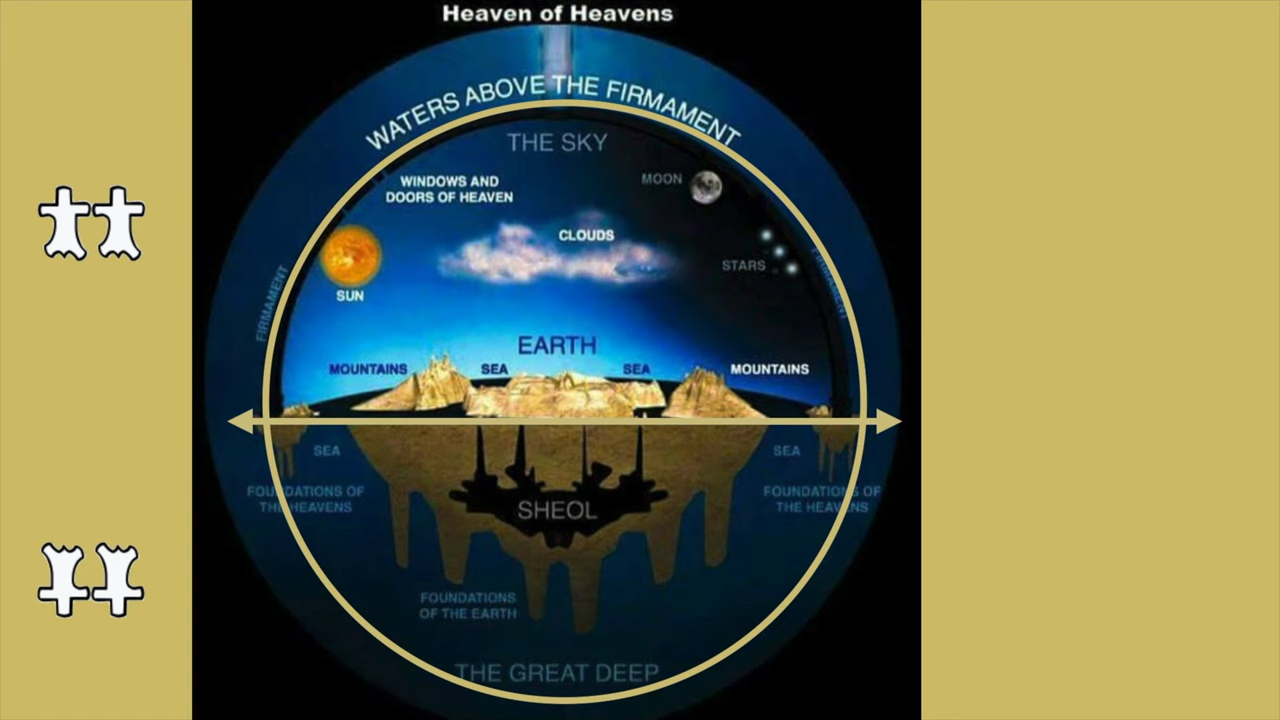 Heaven of Heavens
WATERS ABOVE THE FIRMAMENT
THE SKY
WINDOWS AND
DOORS OF HEAVEN
MOON
CLOUDS
STARS
SUN
FIRMAMENT
FIRMAMENT
EARTH
MOUNTAINS
SEA
SEA
MOUNTAINS
SEA
SEA
FOUNDATIONS OF
THE HEAVENS
FOUNDATIONS OF
THE HEAVENS
SHEOL
FOUNDATIONS
OF THE EARTH
THE GREAT DEEP